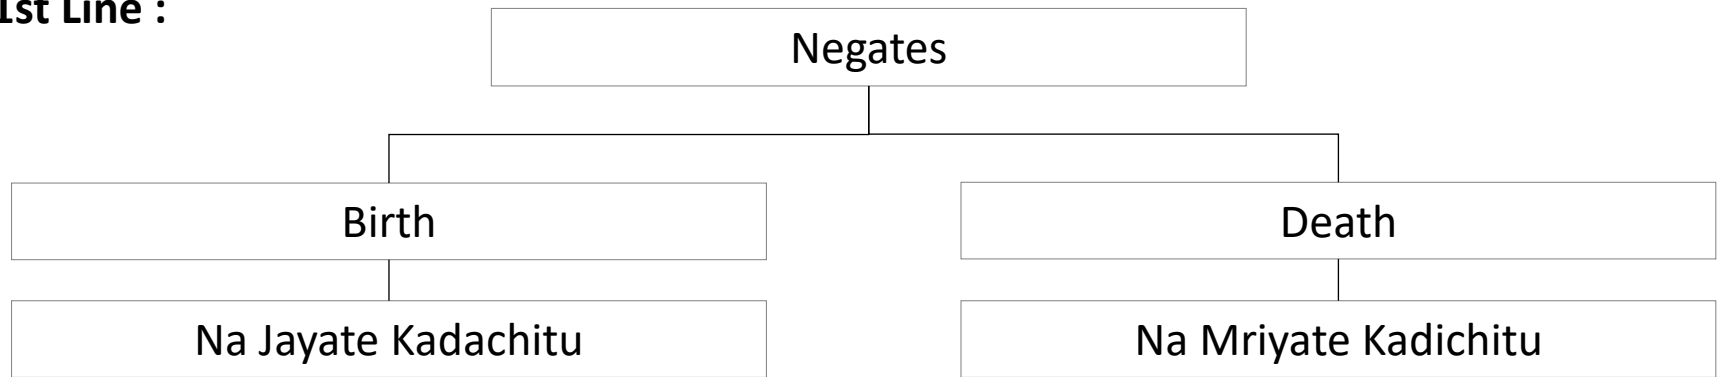 1st Line :
Negates
Birth
Death
Na Jayate Kadachitu
Na Mriyate Kadichitu